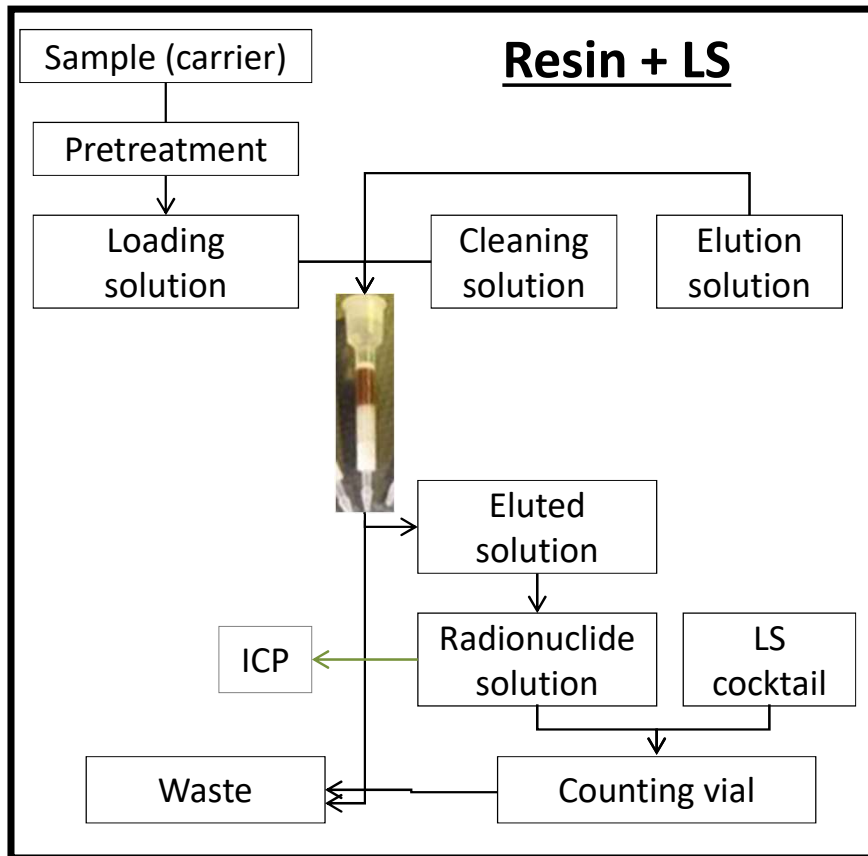 Sample (carrier)
Resin + LS
Pretreatment
Loading
solution
Cleaning
solution
Elution
solution
Eluted
solution
Radionuclide
solution
LS
cocktail
ICP
Waste
Counting vial